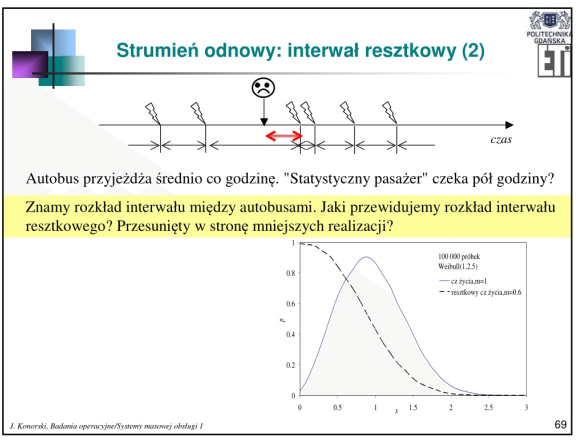 POLITECHNIKA
GDAŃSKA
ETI
Strumień odnowy: interwał resztkowy (2)
czas
Autobus przyjeżdża średnio co godzinę. "Statystyczny pasażer" czeka pół godziny?
Znamy rozkład interwału między autobusami. Jaki przewidujemy rozkład interwału
resztkowego? Przesunięty w stronę mniejszych realizacji?
100 000 próbek
Weibull(1,2.5)
cz życia,m=1
resztkowy cz życia,m=0.6
1
0.8
0.6
0.4
0.2
0
p
0 0.5 1 1.5 2 2.5 3
x
J. Konorski, Badania operacyjne/Systemy masowej obsługi 1
69